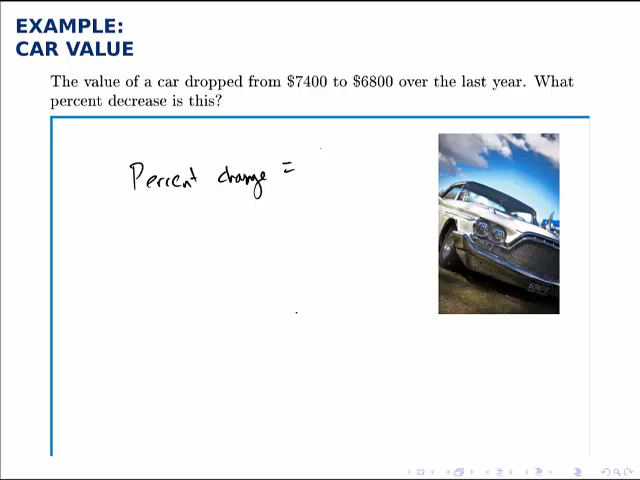 EXAMPLE:
CAR VALUE
The value of a car dropped from $7400 to $6800 over the last year. What
percent decrease is this?
Percent change =